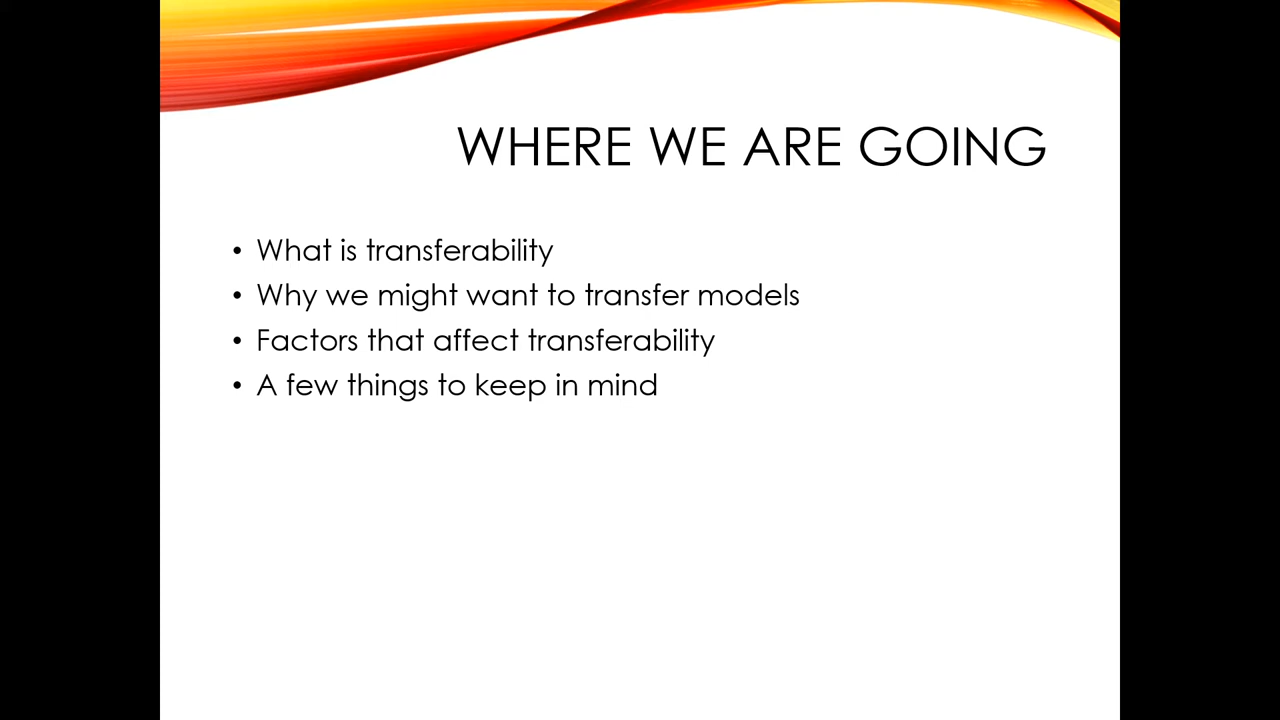 WHERE WE ARE GOING
• What is transferability
• Why we might want to transfer models
• Factors that affect transferability
• A few things to keep in mind